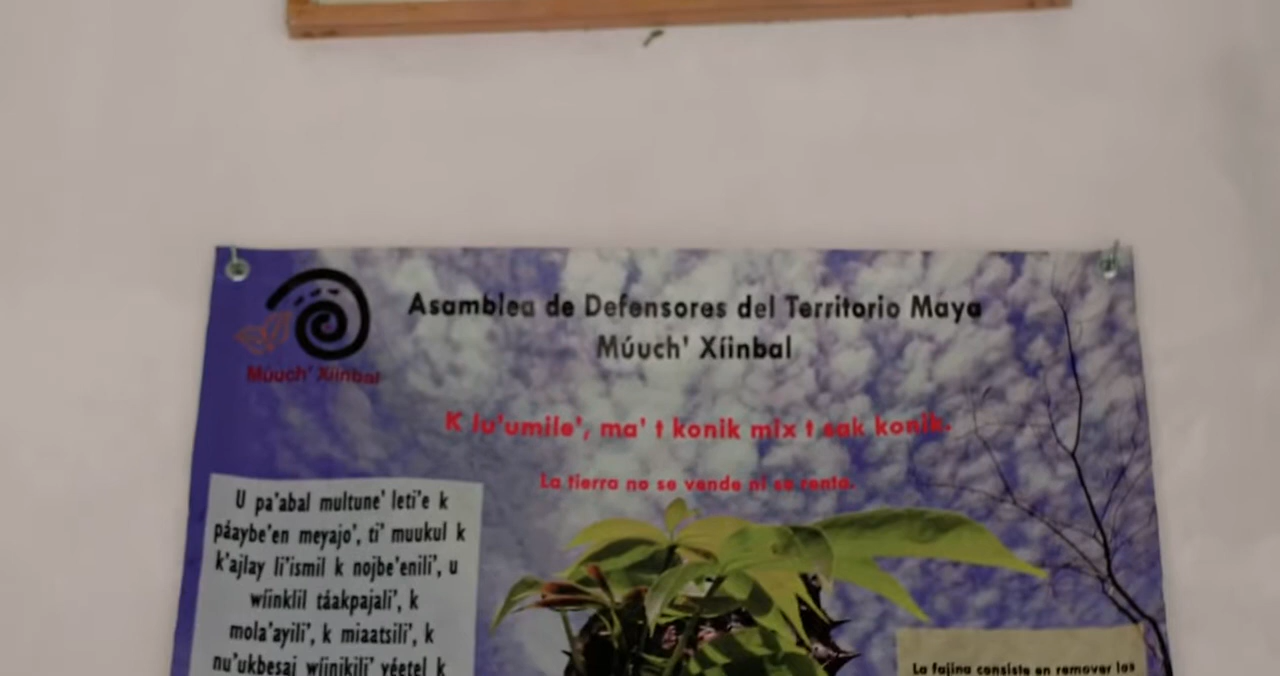 Asamblea de Defensores del Territorio Maya
Múuch' Xíinbal
Múuch' Xíinbal
K lu'umile', ma' t konik mix t sak konik.
La tierra no se vende ni se renta.
U pa'abal multune' leti'e k
páaybe'en meyajo', ti' muukul k
k'ajlay li'ismil k nojbe'enili', u
wíinklil táakpajali', k
mola'ayili', k miaatsili', k
nu'ukbesaj wíinikili' yéetel k
La fajina consiste en remover las